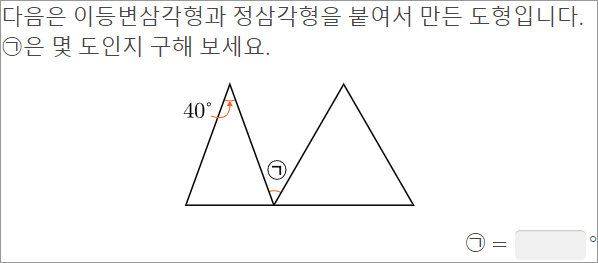 다음은 이등변삼각형과 정삼각형을 붙여서 만든 도형입니다.
㉠은 몇 도인지 구해 보세요.
40°
㉠
㉠ = °